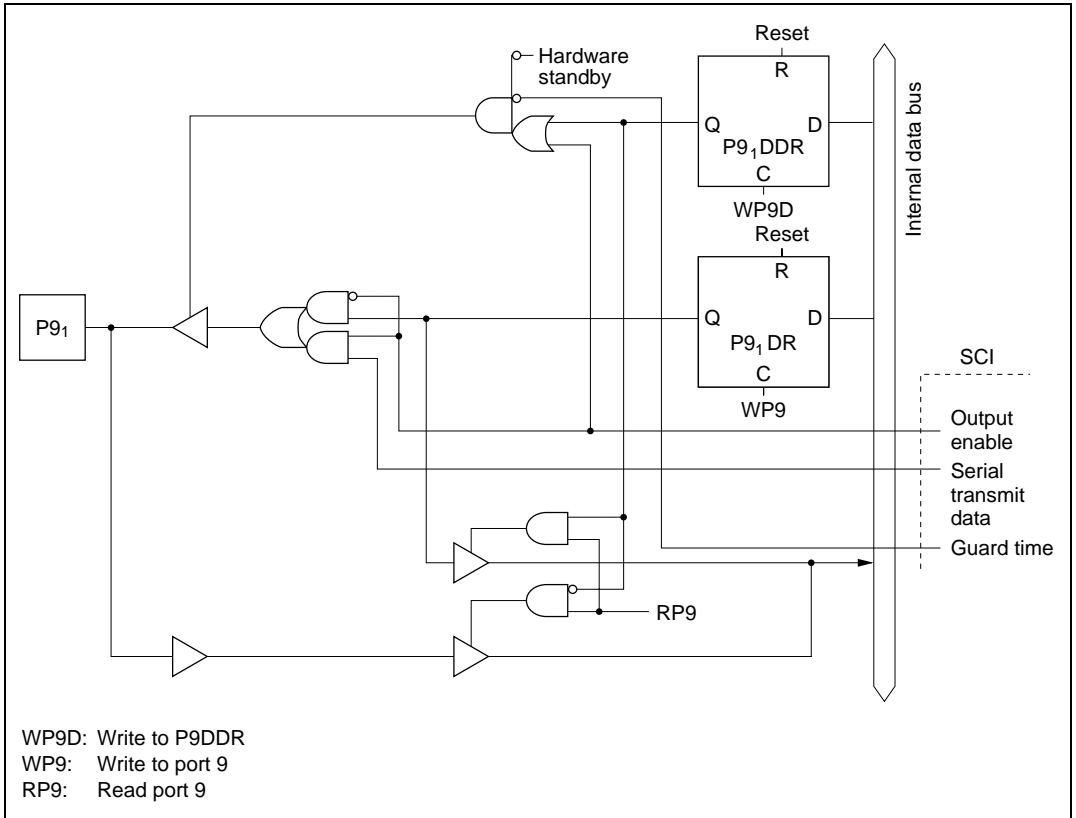 Reset
Hardware
standby
R
Q
D
P9₁DDR
C
WP9D
Internal data bus
Reset
R
P9₁
Q
D
P9₁ DR
C
WP9
SCI
Output
enable
Serial
transmit
data
Guard time
RP9
WP9D: Write to P9DDR
WP9: Write to port 9
RP9: Read port 9